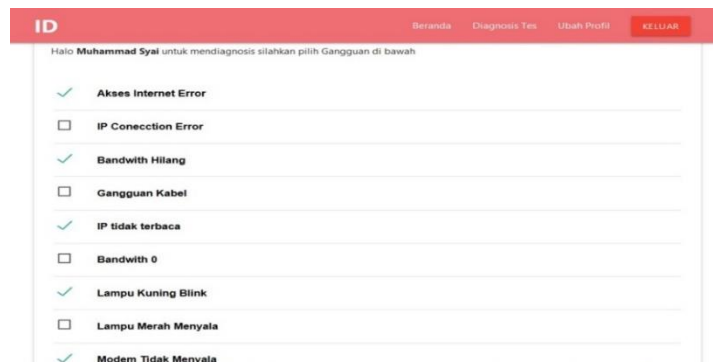 ID
Beranda Diagnosis Tes Ubah Profil KELUAR
Halo Muhammad Syai untuk mendiagnosis silahkan pilih Gangguan di bawah
Akses Internet Error
IP Conecction Error
Bandwith Hilang
Gangguan Kabel
IP tidak terbaca
Bandwith 0
Lampu Kuning Blink
Lampu Merah Menyala
Modem Tidak Menyala